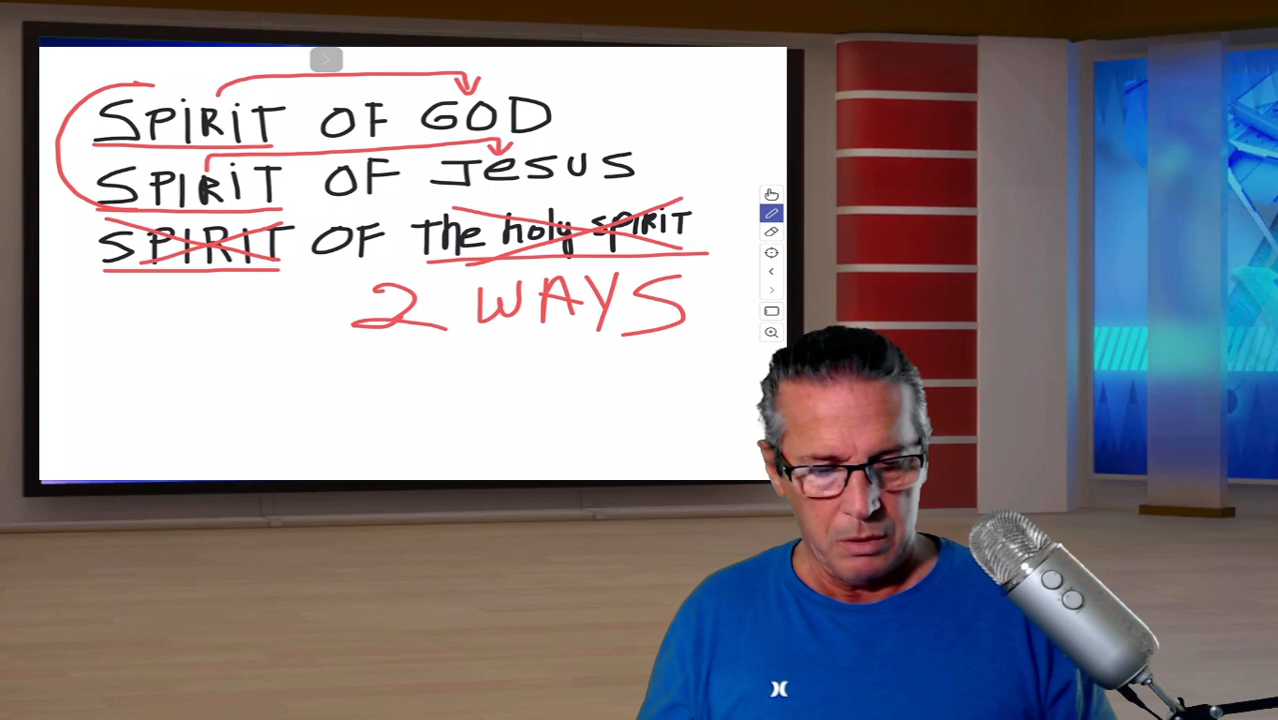 SPIRIT OF GOD
SPIRIT OF Jesus
SPIRIT OF The holy SPIRIT
2 WAYS